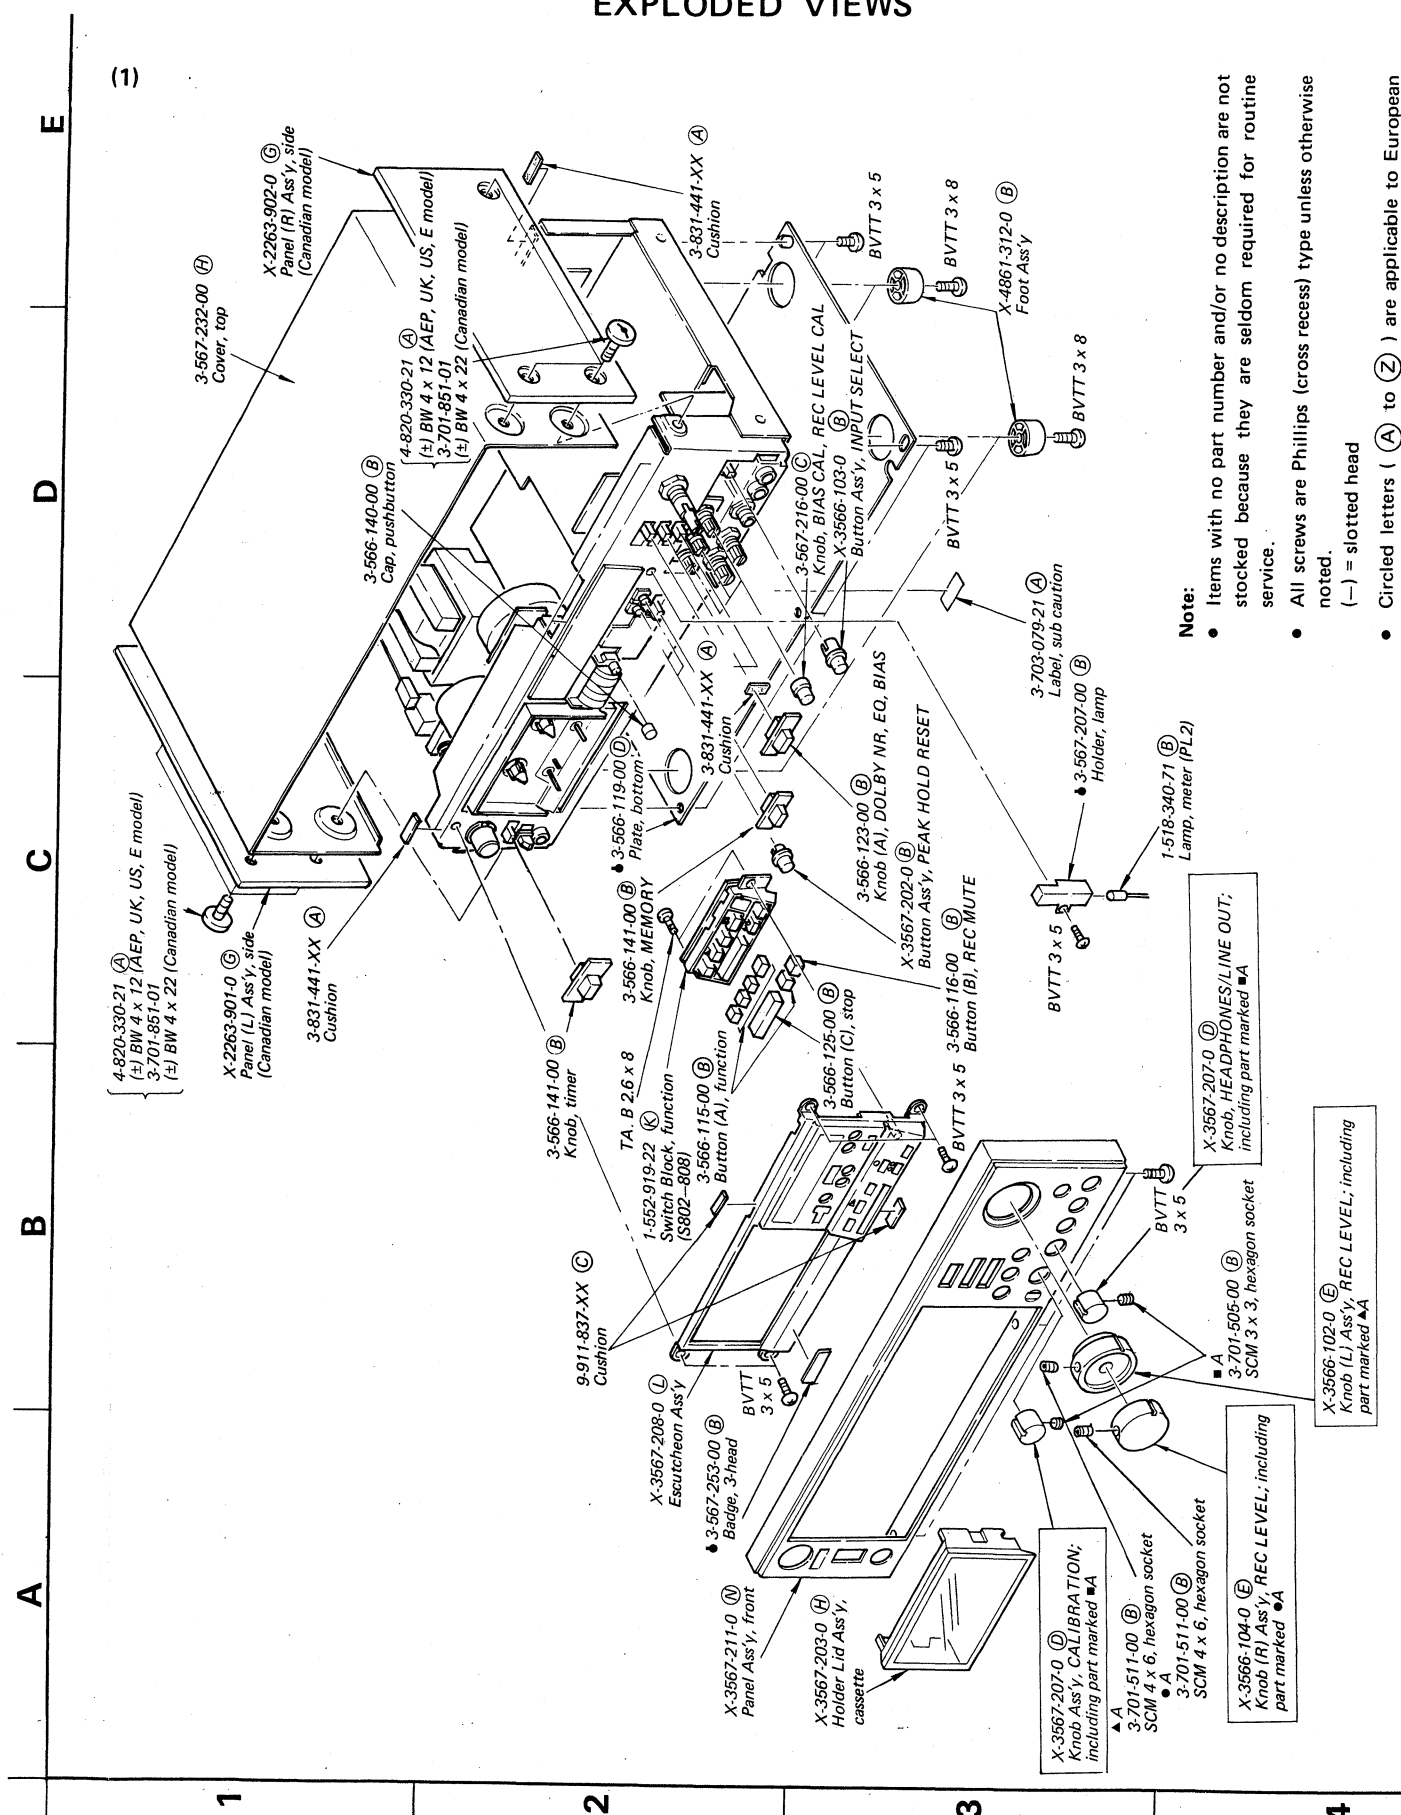 EXPLODED VIEWS
(1)
A
B
C
D
E
1
2
3
4
4-820-330-21 Ⓐ
(±) BW 4 x 12 (AEP, UK, US, E model)
3-701-851-01
(±) BW 4 x 22 (Canadian model)
X-2263-901-0 Ⓖ
Panel (L) Ass'y, side
(Canadian model)
3-831-441-XX Ⓐ
Cushion
3-567-232-00 Ⓗ
Cover, top
X-2263-902-0 Ⓖ
Panel (R) Ass'y, side
(Canadian model)
3-566-140-00 Ⓑ
Cap, pushbutton
4-820-330-21 Ⓐ
(±) BW 4 x 12 (AEP, UK, US, E model)
3-701-851-01
(±) BW 4 x 22 (Canadian model)
3-831-441-XX Ⓐ
Cushion
BVTT 3 x 5
BVTT 3 x 8
X-4861-312-0 Ⓑ
Foot Ass'y
BVTT 3 x 8
BVTT 3 x 5
3-567-216-00 Ⓒ
Knob, BIAS CAL, REC LEVEL CAL
X-3566-103-0 Ⓑ
Button Ass'y, INPUT SELECT
3-703-079-21 Ⓐ
Label, sub caution
3-567-207-00 Ⓑ
Holder, lamp
1-518-340-71 Ⓑ
Lamp, meter (PL2)
BVTT 3 x 5
3-831-441-XX Ⓐ
Cushion
3-566-119-00 Ⓓ
Plate, bottom
3-566-123-00 Ⓑ
Knob (A), DOLBY NR, EQ, BIAS
X-3567-202-0 Ⓑ
Button Ass'y, PEAK HOLD RESET
3-566-141-00 Ⓑ
Knob, MEMORY
3-566-116-00 Ⓑ
Button (B), REC MUTE
3-566-125-00 Ⓑ
Button (C), stop
3-566-141-00 Ⓑ
Knob, timer
TA. B 2.6 x 8
1-552-919-22 Ⓚ
Switch Block, function
(S802—808)
3-566-115-00 Ⓑ
Button (A), function
BVTT 3 x 5
9-911-837-XX Ⓒ
Cushion
X-3567-208-0 Ⓛ
Escutcheon Ass'y
BVTT
3 x 5
3-567-253-00 Ⓑ
Badge, 3-head
X-3567-211-0 Ⓝ
Panel Ass'y, front
X-3567-203-0 Ⓗ
Holder Lid Ass'y,
cassette
BVTT
3 x 5
X-3567-207-0 Ⓓ
Knob, HEADPHONES/LINE OUT;
including part marked ■A
■ A
3-701-505-00 Ⓑ
SCM 3 x 3, hexagon socket
X-3566-102-0 Ⓔ
Knob (L) Ass'y, REC LEVEL; including
part marked ▲A
X-3567-207-0 Ⓓ
Knob Ass'y, CALIBRATION;
including part marked ■A
▲ A
3-701-511-00 Ⓑ
SCM 4 x 6, hexagon socket
● A
3-701-511-00 Ⓑ
SCM 4 x 6, hexagon socket
X-3566-104-0 Ⓔ
Knob (R) Ass'y, REC LEVEL; including
part marked ●A
Note:
● Items with no part number and/or no description are not
stocked because they are seldom required for routine
service.
● All screws are Phillips (cross recess) type unless otherwise
noted.
(—) = slotted head
● Circled letters ( Ⓐ to Ⓩ ) are applicable to European